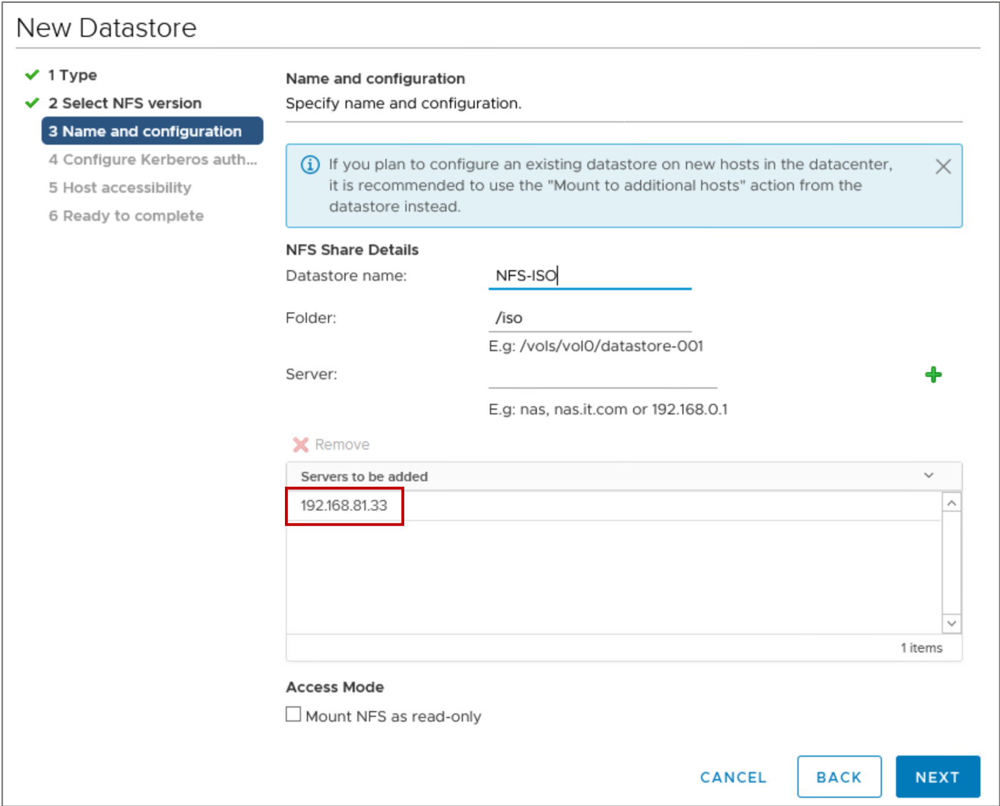 New Datastore
1 Type
2 Select NFS version
3 Name and configuration
4 Configure Kerberos auth...
5 Host accessibility
6 Ready to complete
Name and configuration
Specify name and configuration.
If you plan to configure an existing datastore on new hosts in the datacenter,
it is recommended to use the "Mount to additional hosts" action from the
datastore instead.
NFS Share Details
Datastore name:
NFS-ISO
Folder:
/iso
E.g: /vols/vol0/datastore-001
Server:
E.g: nas, nas.it.com or 192.168.0.1
Remove
Servers to be added
192.168.81.33
1 items
Access Mode
Mount NFS as read-only
CANCEL
BACK
NEXT